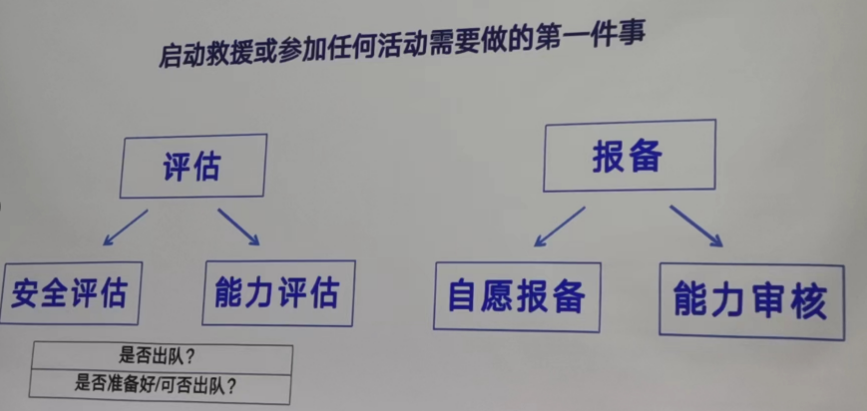 启动救援或参加任何活动需要做的第一件事
评估
报备
安全评估
能力评估
自愿报备
能力审核
是否出队？
是否准备好/可否出队？